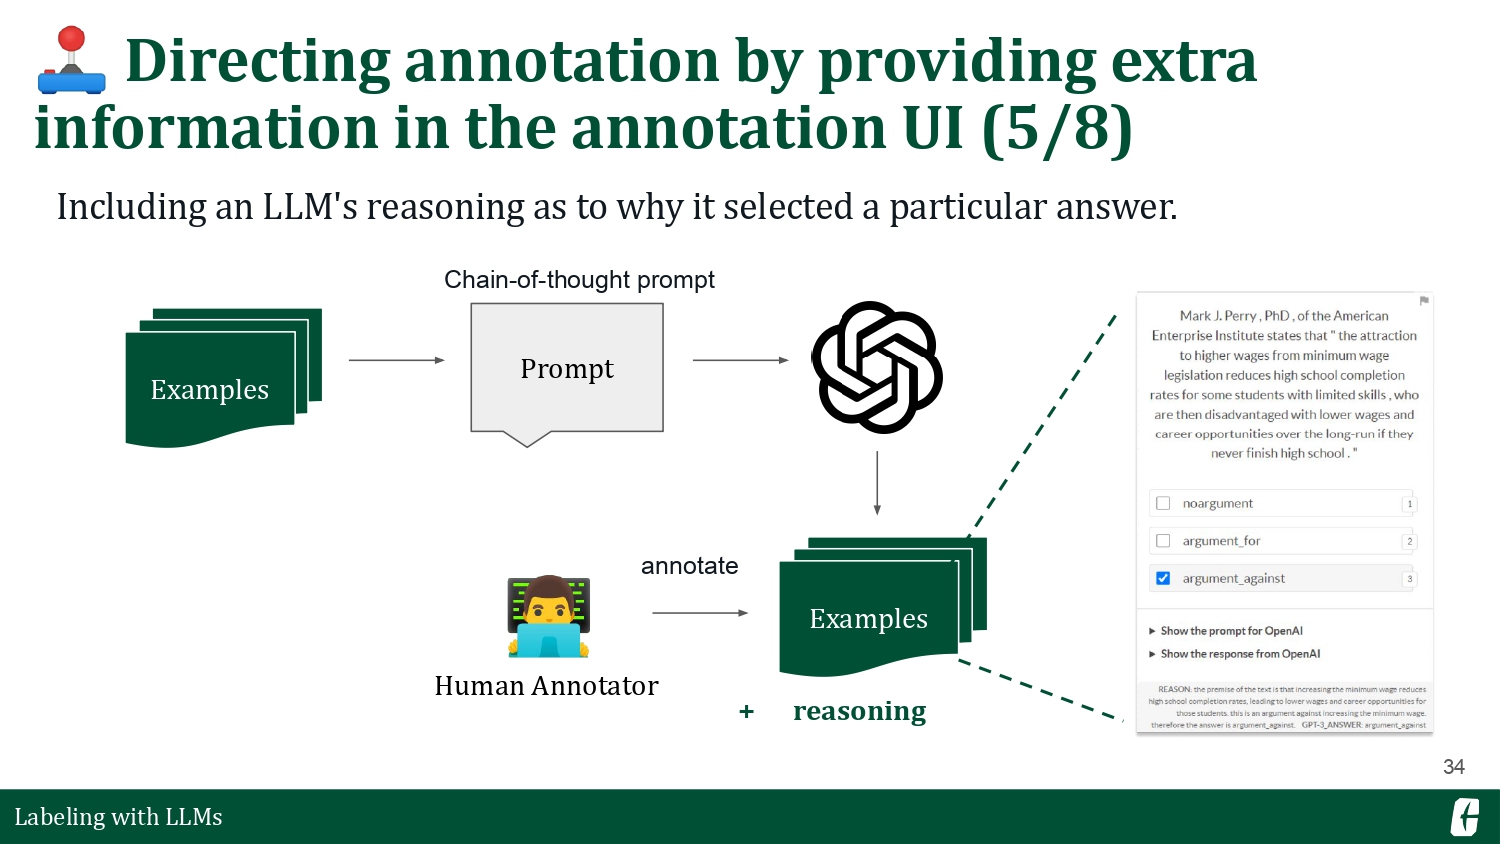 Directing annotation by providing extra
information in the annotation UI (5/8)
Including an LLM's reasoning as to why it selected a particular answer.
Chain-of-thought prompt
Examples
Prompt
annotate
Human Annotator
Examples
+ reasoning
Mark J. Perry , PhD , of the American
Enterprise Institute states that " the attraction
to higher wages from minimum wage
legislation reduces high school completion
rates for some students with limited skills , who
are then disadvantaged with lower wages and
career opportunities over the long-run if they
never finish high school . "
noargument 1
argument_for 2
argument_against 3
Show the prompt for OpenAI
Show the response from OpenAI
REASON: the premise of the text is that increasing the minimum wage reduces
high school completion rates, leading to lower wages and career opportunities for
those students. this is an argument against increasing the minimum wage.
therefore the answer is argument_against. GPT-3_ANSWER: argument_against
34
Labeling with LLMs